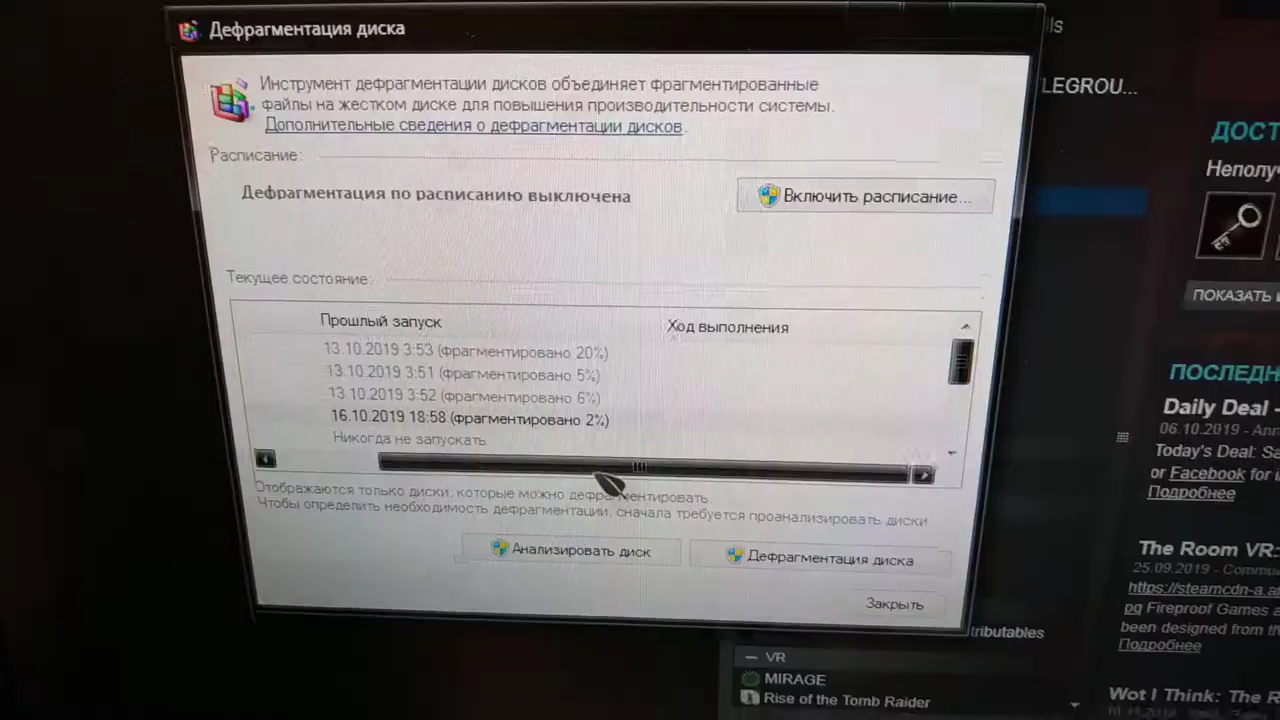 Дефрагментация диска
Инструмент дефрагментации дисков объединяет фрагментированные
файлы на жестком диске для повышения производительности системы.
Дополнительные сведения о дефрагментации дисков.
Расписание:
Дефрагментация по расписанию выключена
Включить расписание...
Текущее состояние:
Прошлый запуск
Ход выполнения
13.10.2019 3:53 (фрагментировано 20%)
13.10.2019 3:51 (фрагментировано 5%)
13.10.2019 3:52 (фрагментировано 6%)
16.10.2019 18:58 (фрагментировано 2%)
Никогда не запускать
Отображаются только диски, которые можно дефрагментировать.
Чтобы определить необходимость дефрагментации, сначала требуется проанализировать диски.
Анализировать диск
Дефрагментация диска
Закрыть
ls
LEGROU...
ДОСТ
Неполу
ПОКАЗАТЬ
ПОСЛЕДН
Daily Deal -
06.10.2019 - Ann
Today's Deal: Sa
or Facebook for i
Подробнее
The Room VR:
25.09.2019 - Commu
https://steamcdn-a.a
pg Fireproof Games a
been designed from th
Подробнее
Wot I Think: The R
tributables
— VR
MIRAGE
Rise of the Tomb Raider